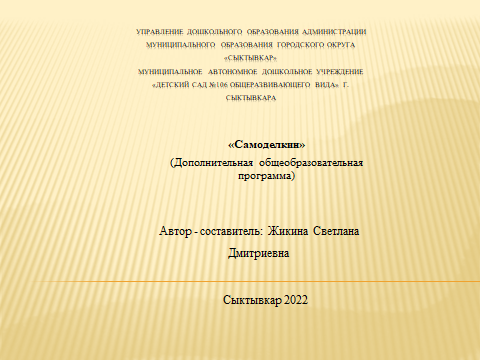 УПРАВЛЕНИЕ ДОШКОЛЬНОГО ОБРАЗОВАНИЯ АДМИНИСТРАЦИИ
МУНИЦИПАЛЬНОГО ОБРАЗОВАНИЯ ГОРОДСКОГО ОКРУГА
«СЫКТЫВКАР»
МУНИЦИПАЛЬНОЕ АВТОНОМНОЕ ДОШКОЛЬНОЕ УЧРЕЖДЕНИЕ
«ДЕТСКИЙ САД №106 ОБЩЕРАЗВИВАЮЩЕГО ВИДА» Г.
СЫКТЫВКАРА
«Самоделкин»
(Дополнительная общеобразовательная
программа)
Автор - составитель: Жикина Светлана
Дмитриевна
Сыктывкар 2022